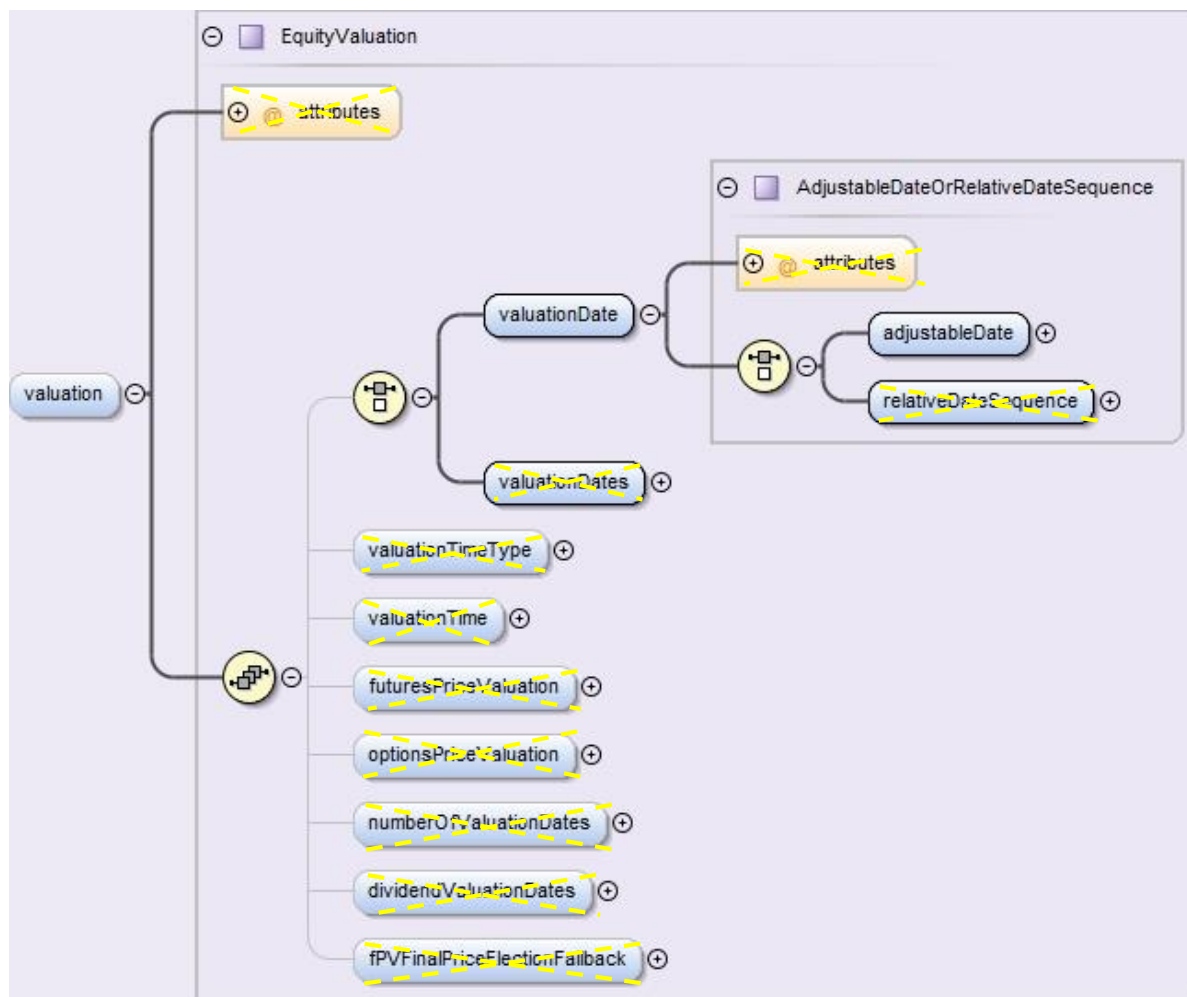 EquityValuation
@ attributes
AdjustableDateOrRelativeDateSequence
@ attributes
valuationDate
adjustableDate
valuation
relativeDateSequence
valuationDates
valuationTimeType
valuationTime
futuresPriceValuation
optionsPriceValuation
numberOfValuationDates
dividendValuationDates
fPVFinalPriceElectionFallback